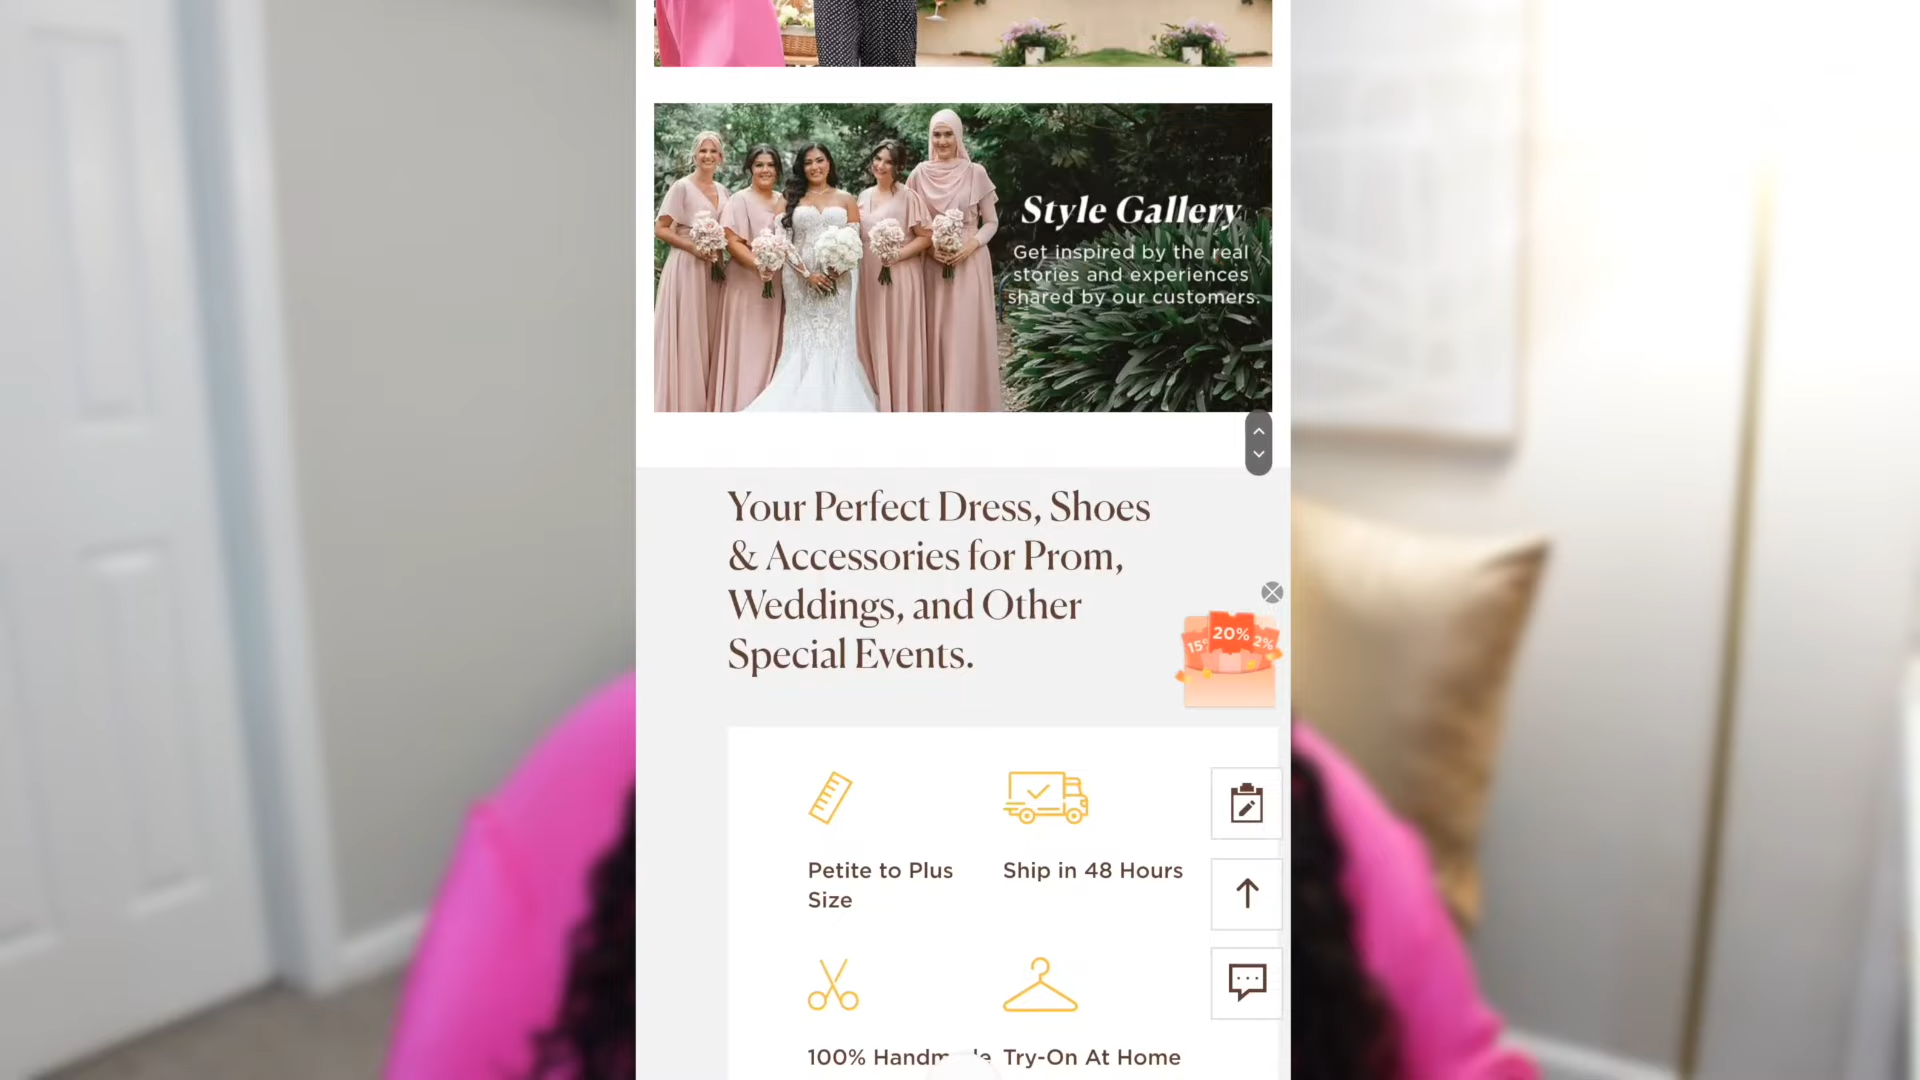 Style Gallery
Get inspired by the real
stories and experiences
shared by our customers.
Your Perfect Dress, Shoes
& Accessories for Prom,
Weddings, and Other
Special Events.
20%
2%
Petite to Plus
Size
Ship in 48 Hours
100%
Try-On At Home